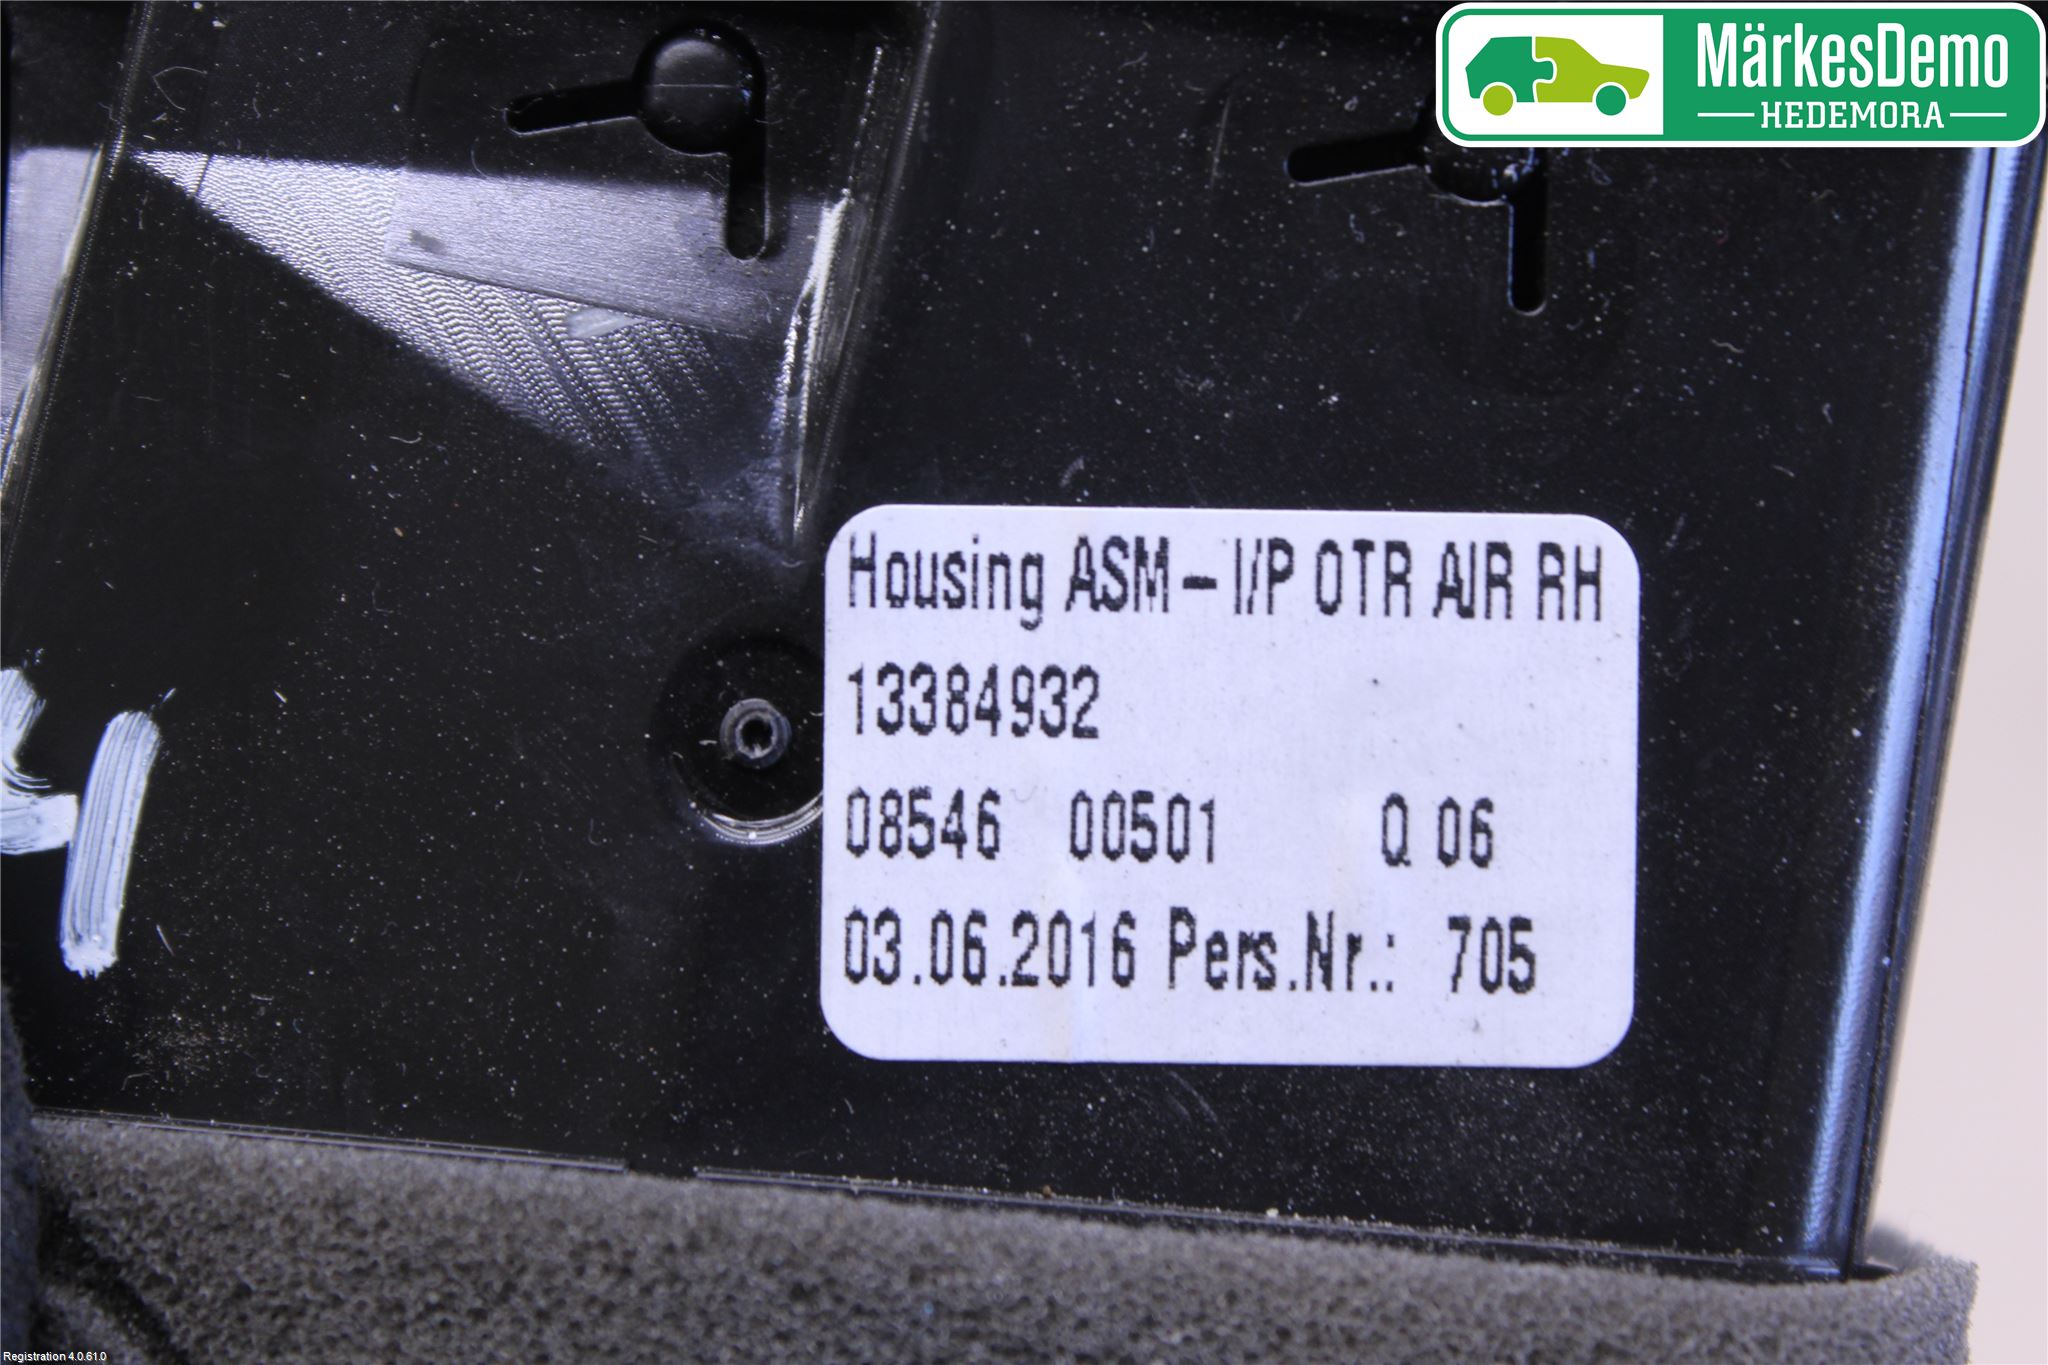 MärkesDemo
HEDEMORA
Housing ASM - I/P OTR AIR RH
13384932
08546 00501 Q 06
03.06.2016 Pers.Nr.: 705
Registration 4.0.61.0